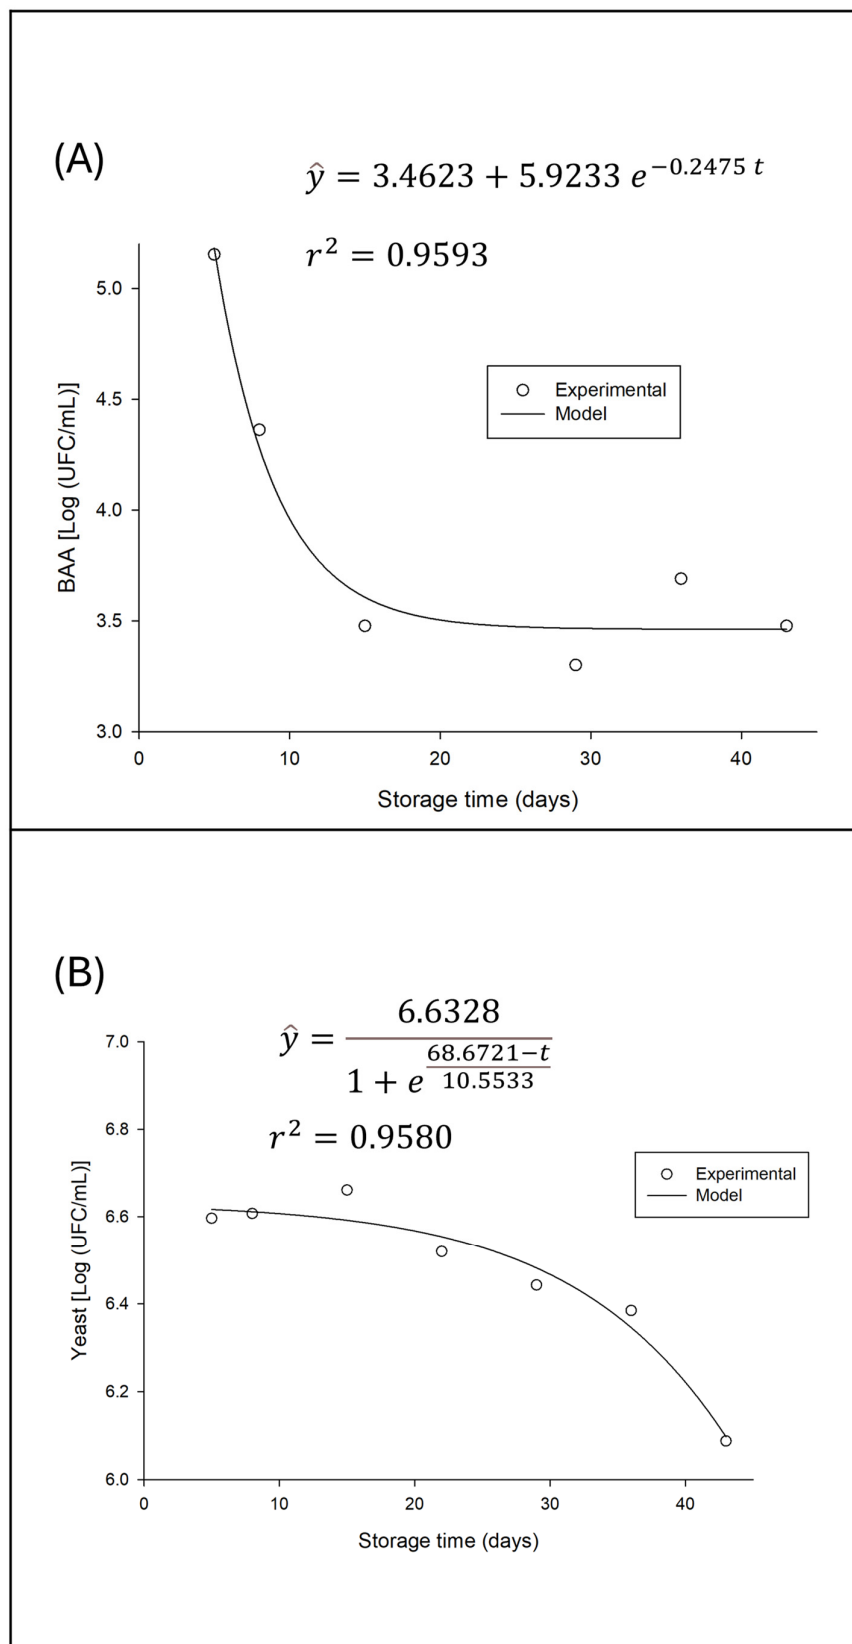 (A)
ŷ = 3.4623 + 5.9233 e^{−0.2475 t}
r² = 0.9593
5.0
4.5
4.0
3.5
3.0
BAA [Log (UFC/mL)]
Experimental
Model
0 10 20 30 40
Storage time (days)
(B)
ŷ = 6.6328 / (1 + e^{(68.6721−t)/10.5533})
r² = 0.9580
7.0
6.8
6.6
6.4
6.2
6.0
Yeast [Log (UFC/mL)]
Experimental
Model
0 10 20 30 40
Storage time (days)